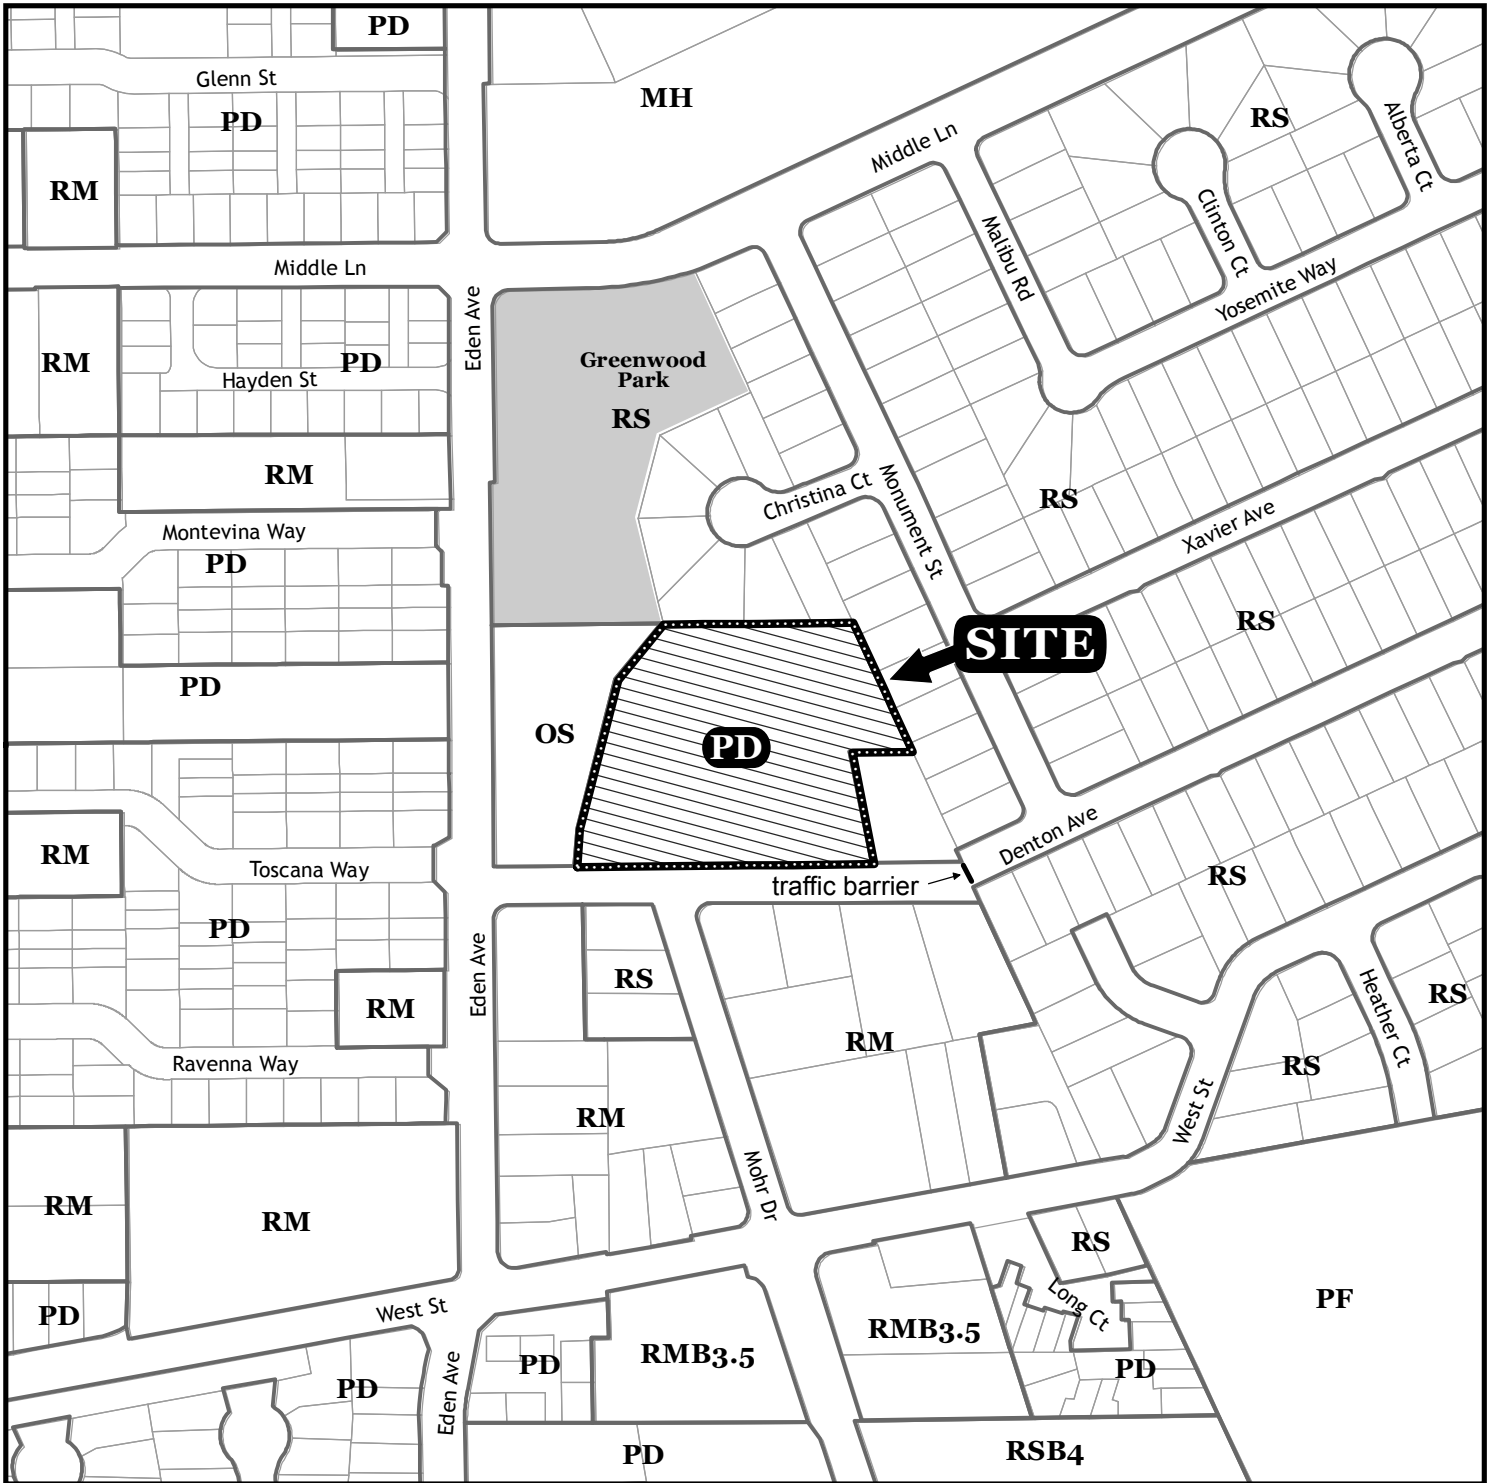 PD
Glenn St
MH
PD
RS
Alberta Ct
Middle Ln
RM
Clinton Ct
Malibu Rd
Middle Ln
Yosemite Way
Eden Ave
RM
PD
Greenwood
Park
Hayden St
RS
RM
Christina Ct
Monument St
RS
Montevina Way
Xavier Ave
PD
RS
SITE
PD
OS
PD
Denton Ave
RM
Toscana Way
traffic barrier
RS
PD
Eden Ave
RS
RS
RM
Heather Ct
RM
Ravenna Way
RS
RM
West St
Mohr Dr
RM
RM
RS
PF
Long Ct
PD
West St
RMB3.5
RMB3.5
PD
PD
PD
Eden Ave
PD
RSB4